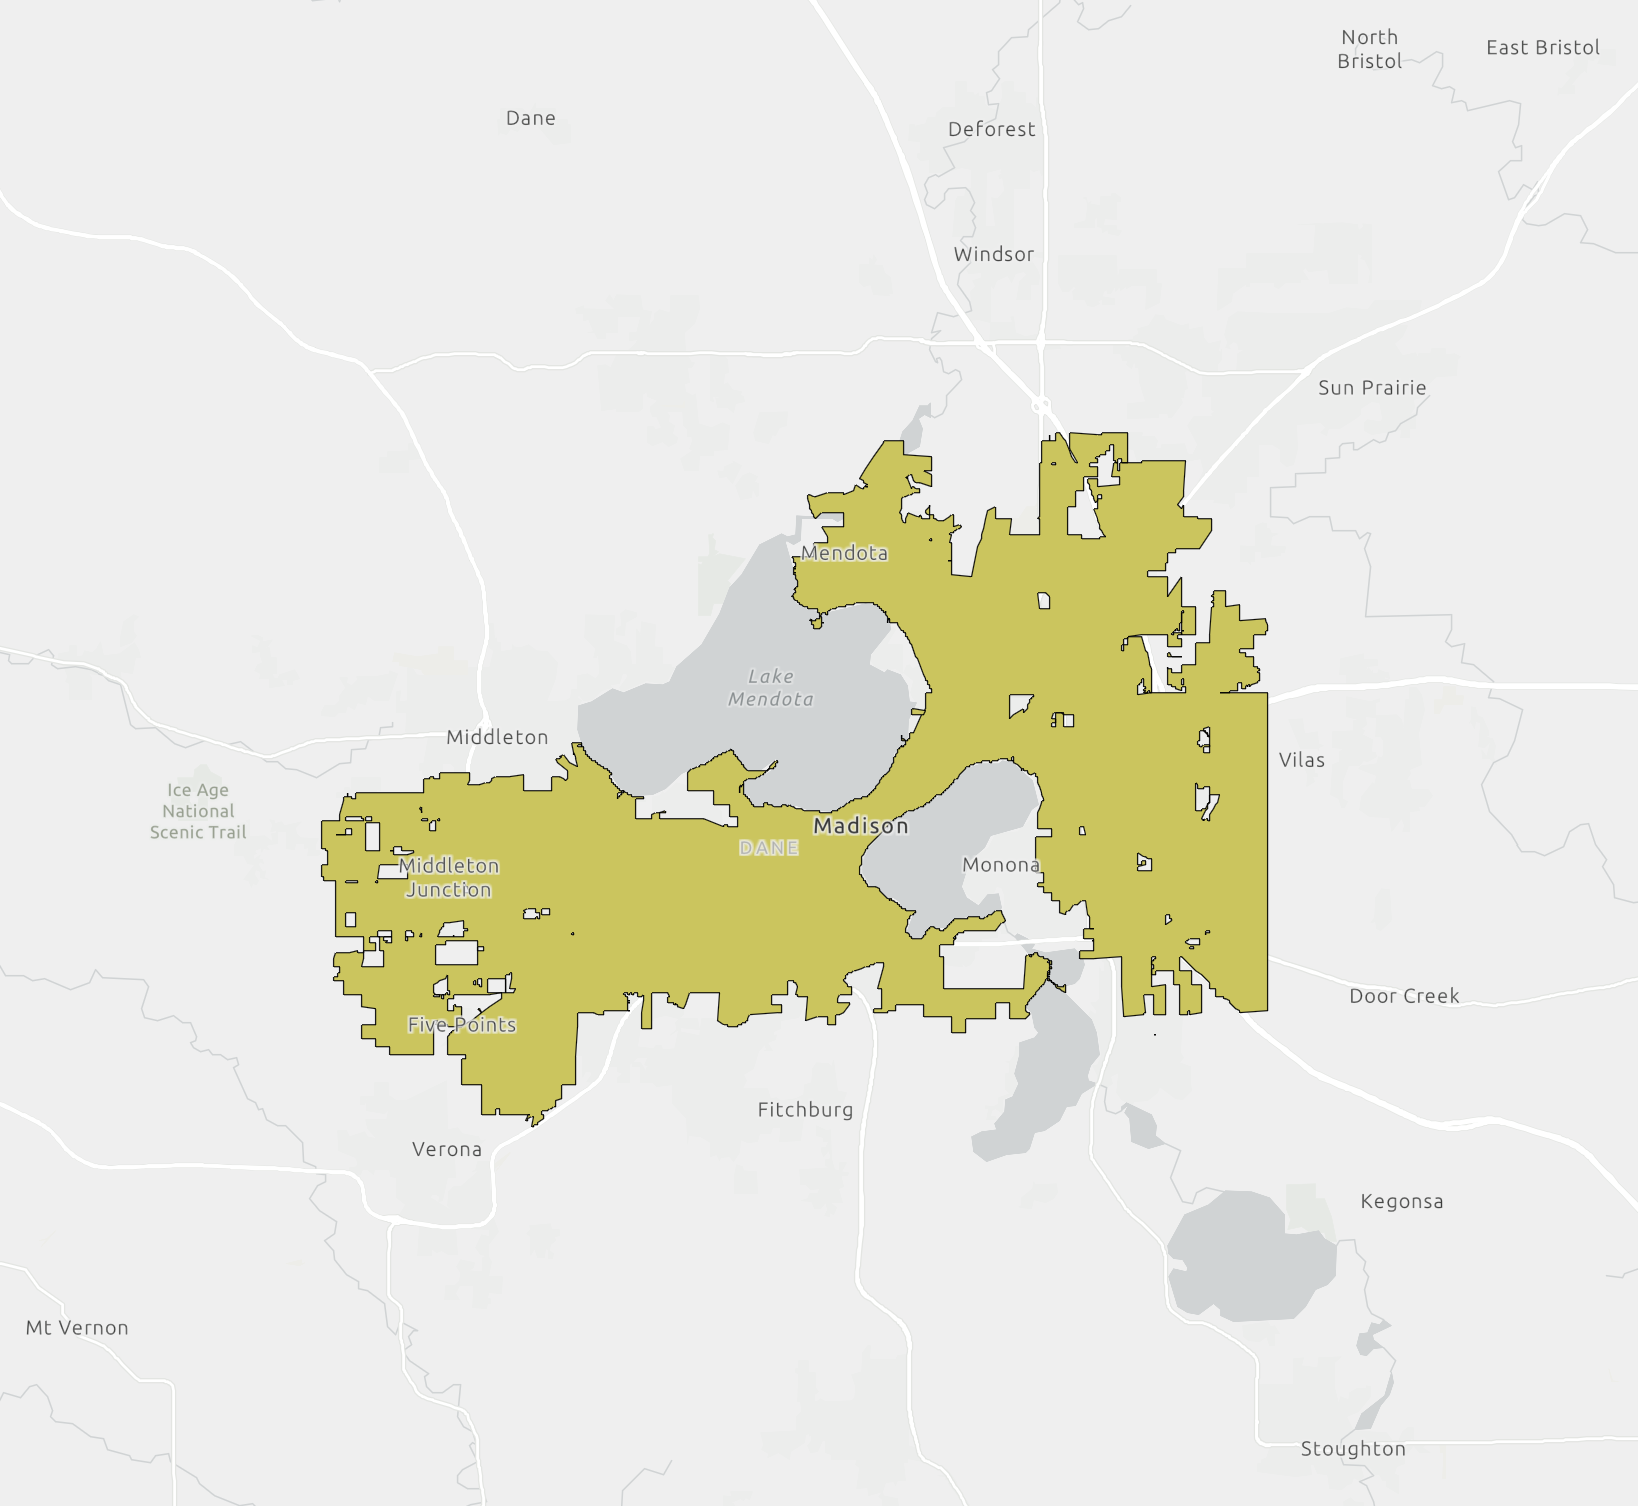 North
Bristol
East Bristol
Dane
Deforest
Windsor
Sun Prairie
Mendota
Lake
Mendota
Middleton
Vilas
Ice Age
National
Scenic Trail
Madison
DANE
Monona
Middleton
Junction
Door Creek
Five Points
Fitchburg
Verona
Kegonsa
Mt Vernon
Stoughton